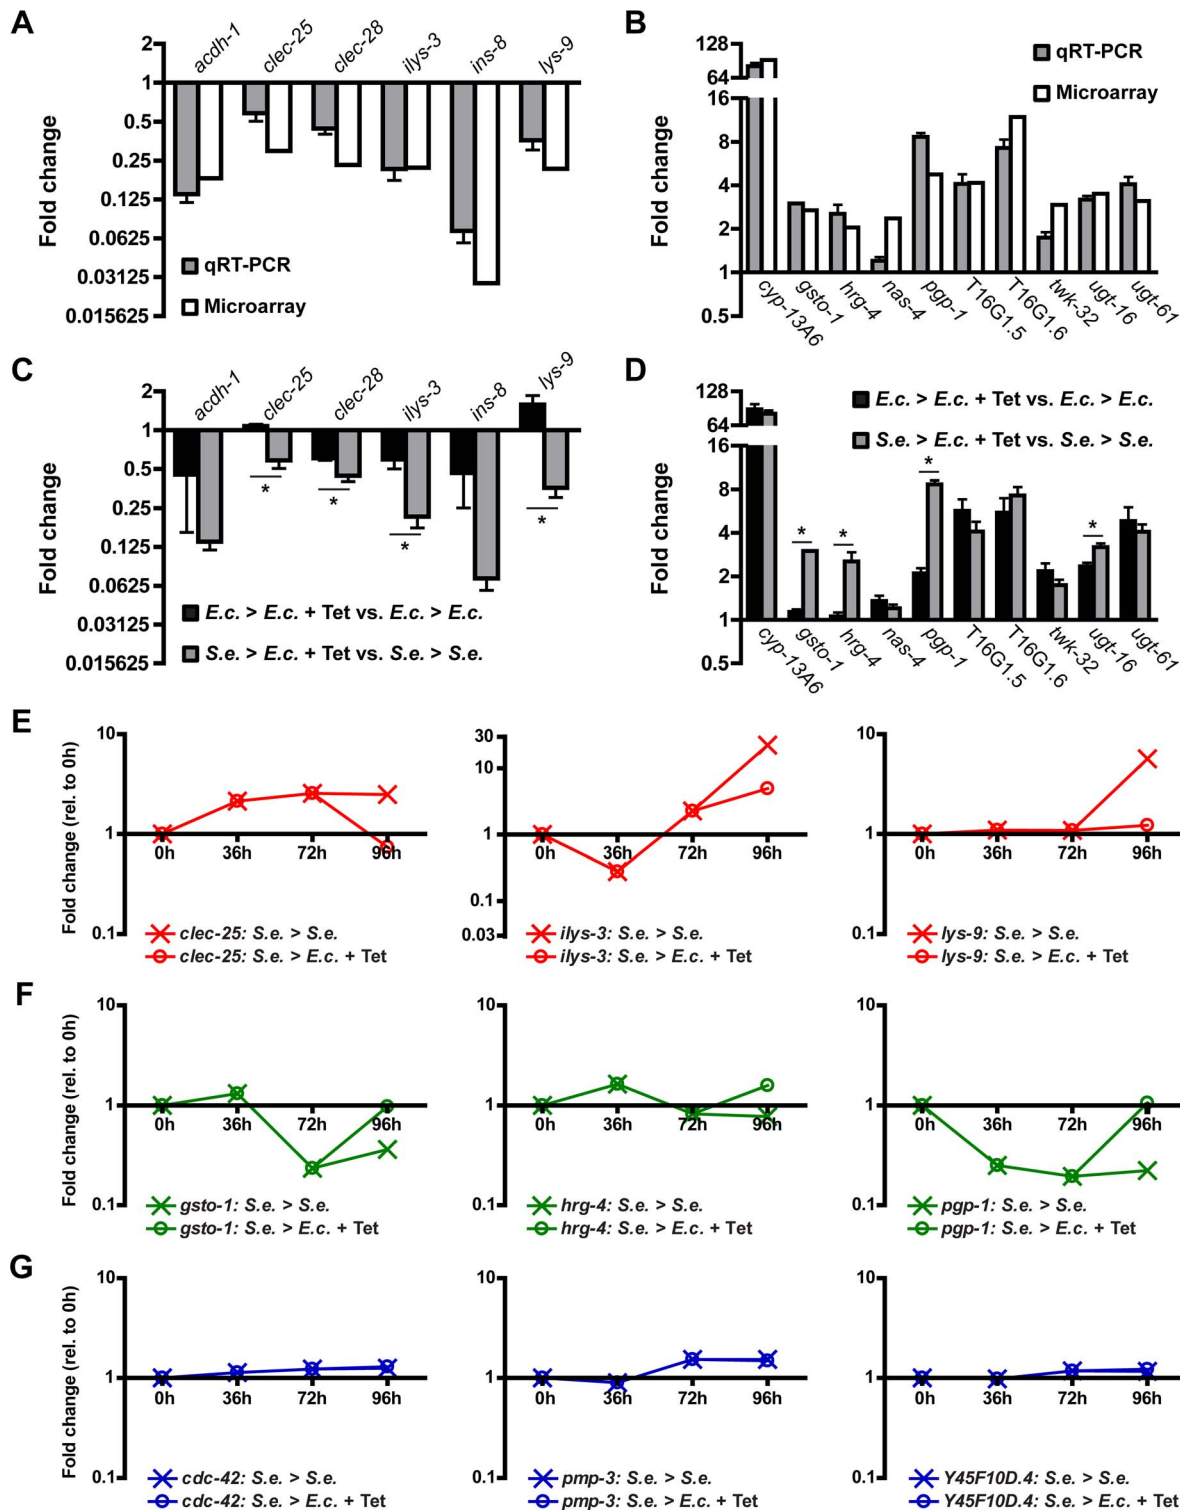 A
B
acdh-1
clec-25
clec-28
ilys-3
ins-8
lys-9
Fold change
2
1
0.5
0.25
0.125
0.0625
0.03125
0.015625
qRT-PCR
Microarray
Fold change
128
64
16
8
4
2
1
0.5
qRT-PCR
Microarray
cyp-13A6
gsto-1
hrg-4
nas-4
pgp-1
T16G1.5
T16G1.6
twk-32
ugt-16
ugt-61
C
D
acdh-1
clec-25
clec-28
ilys-3
ins-8
lys-9
Fold change
2
1
0.5
0.25
0.125
0.0625
0.03125
0.015625
*
*
*
*
E.c. > E.c. + Tet vs. E.c. > E.c.
S.e. > E.c. + Tet vs. S.e. > S.e.
Fold change
128
64
16
8
4
2
1
0.5
E.c. > E.c. + Tet vs. E.c. > E.c.
S.e. > E.c. + Tet vs. S.e. > S.e.
*
*
*
*
cyp-13A6
gsto-1
hrg-4
nas-4
pgp-1
T16G1.5
T16G1.6
twk-32
ugt-16
ugt-61
E
Fold change (rel. to 0h)
10
1
0.1
0h 36h 72h 96h
clec-25: S.e. > S.e.
clec-25: S.e. > E.c. + Tet
30
10
1
0.1
0.03
0h 36h 72h 96h
ilys-3: S.e. > S.e.
ilys-3: S.e. > E.c. + Tet
10
1
0.1
0h 36h 72h 96h
lys-9: S.e. > S.e.
lys-9: S.e. > E.c. + Tet
F
Fold change (rel. to 0h)
10
1
0.1
0h 36h 72h 96h
gsto-1: S.e. > S.e.
gsto-1: S.e. > E.c. + Tet
10
1
0.1
0h 36h 72h 96h
hrg-4: S.e. > S.e.
hrg-4: S.e. > E.c. + Tet
10
1
0.1
0h 36h 72h 96h
pgp-1: S.e. > S.e.
pgp-1: S.e. > E.c. + Tet
G
Fold change (rel. to 0h)
10
1
0.1
0h 36h 72h 96h
cdc-42: S.e. > S.e.
cdc-42: S.e. > E.c. + Tet
10
1
0.1
0h 36h 72h 96h
pmp-3: S.e. > S.e.
pmp-3: S.e. > E.c. + Tet
10
1
0.1
0h 36h 72h 96h
Y45F10D.4: S.e. > S.e.
Y45F10D.4: S.e. > E.c. + Tet